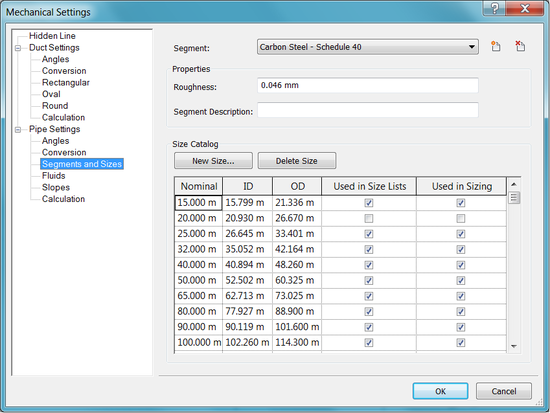 Mechanical Settings
Hidden Line
Duct Settings
Angles
Conversion
Rectangular
Oval
Round
Calculation
Pipe Settings
Angles
Conversion
Segments and Sizes
Fluids
Slopes
Calculation
Segment: Carbon Steel - Schedule 40
Properties
Roughness: 0.046 mm
Segment Description:
Size Catalog
New Size... Delete Size
Nominal ID OD Used in Size Lists Used in Sizing
15.000 m 15.799 m 21.336 m
20.000 m 20.930 m 26.670 m
25.000 m 26.645 m 33.401 m
32.000 m 35.052 m 42.164 m
40.000 m 40.894 m 48.260 m
50.000 m 52.502 m 60.325 m
65.000 m 62.713 m 73.025 m
80.000 m 77.927 m 88.900 m
90.000 m 90.119 m 101.600 m
100.000 m 102.260 m 114.300 m
OK Cancel